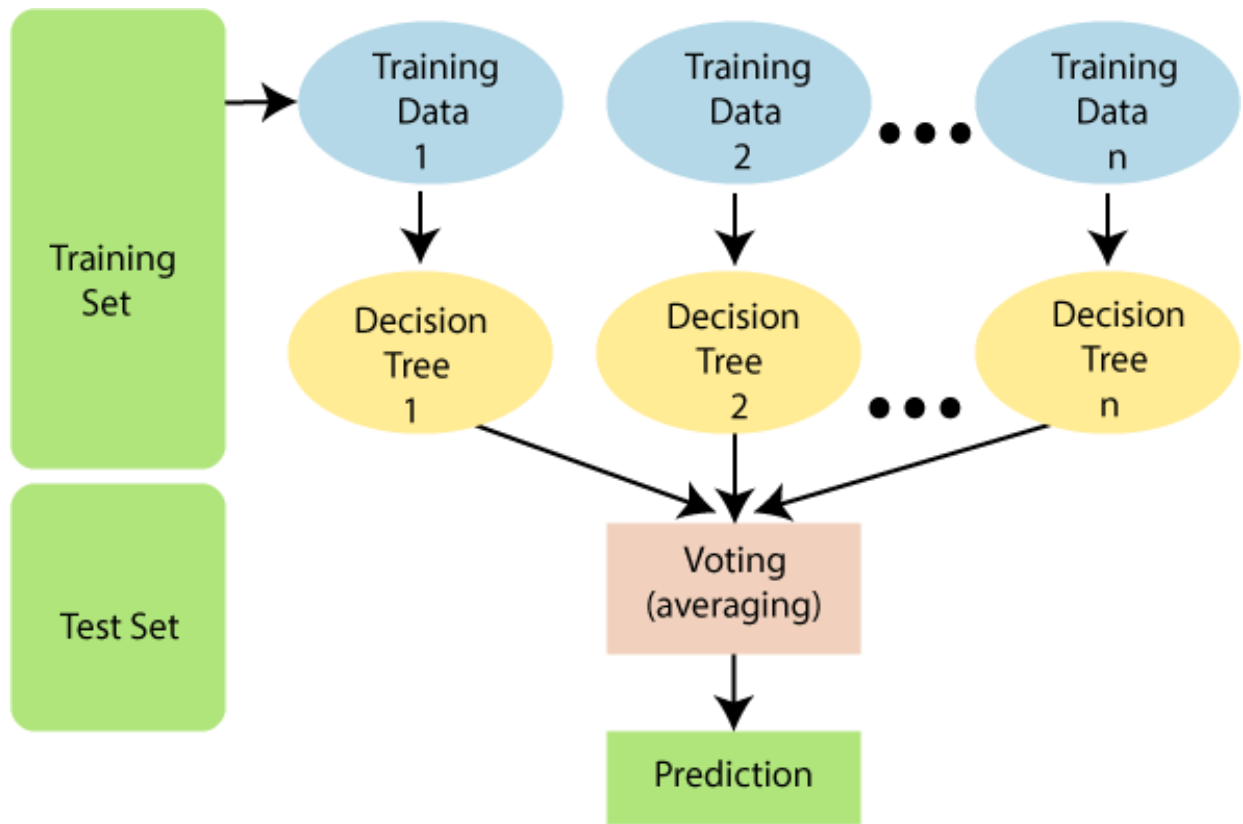 Training
Set
Test Set
Training
Data
1
Training
Data
2
Training
Data
n
Decision
Tree
1
Decision
Tree
2
Decision
Tree
n
Voting
(averaging)
Prediction